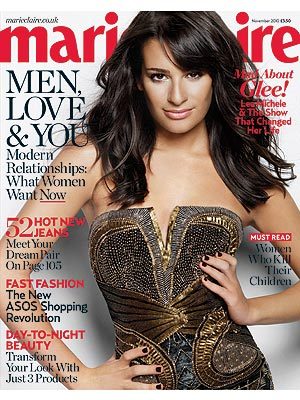 marieclaire.co.uk
November 2010 £3.50
marie claire
MEN,
LOVE
& YOU
Modern
Relationships:
What Women
Want Now
Mad About
Glee!
Lea Michele
& The Show
That Changed
Her Life
52 HOT NEW
JEANS
Meet Your
Dream Pair
On Page 105
MUST READ
Women
Who Kill
Their
Children
FAST FASHION
The New
ASOS Shopping
Revolution
DAY-TO-NIGHT
BEAUTY
Transform
Your Look With
Just 3 Products